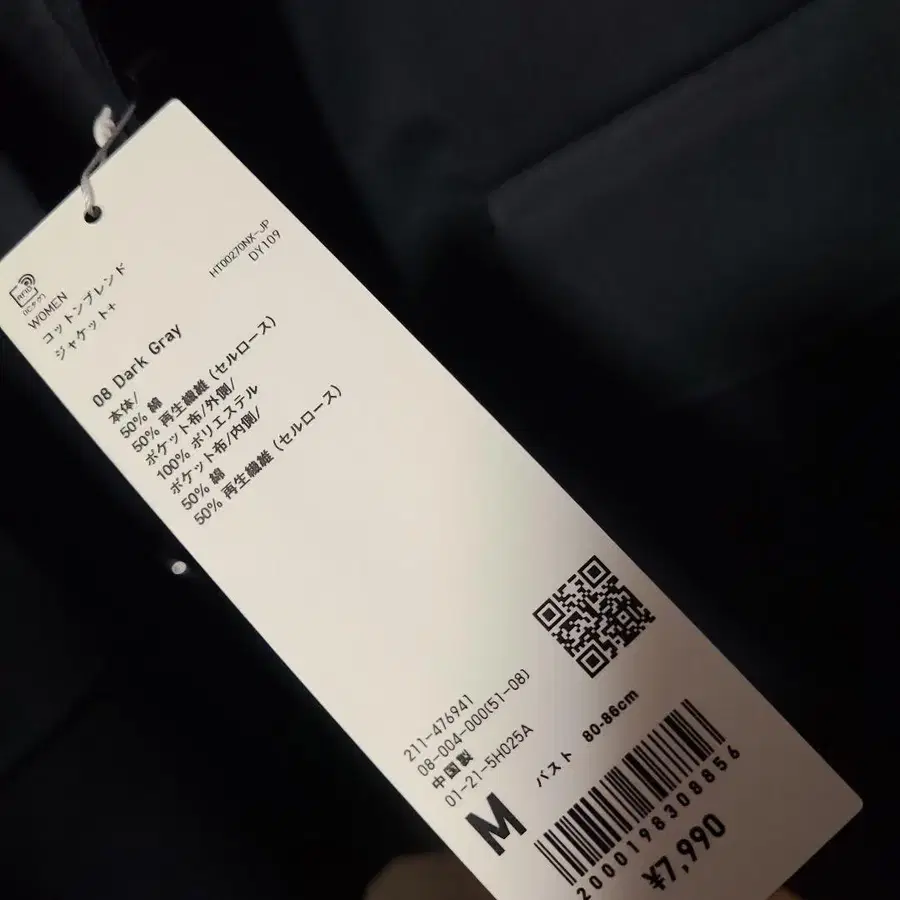 RFID
(ICタグ)
WOMEN
コットンブレンド
ジャケット+
HT00270NX-JP
DY109
08 Dark Gray
本体/
50% 綿
50% 再生繊維 (セルロース)
ポケット布/外側/
100% ポリエステル
ポケット布/内側/
50% 綿
50% 再生繊維 (セルロース)
211-476941
08-004-000(51-08)
中国製
01-21-5H025A
M
バスト 80-86cm
2000198308856
¥7,990